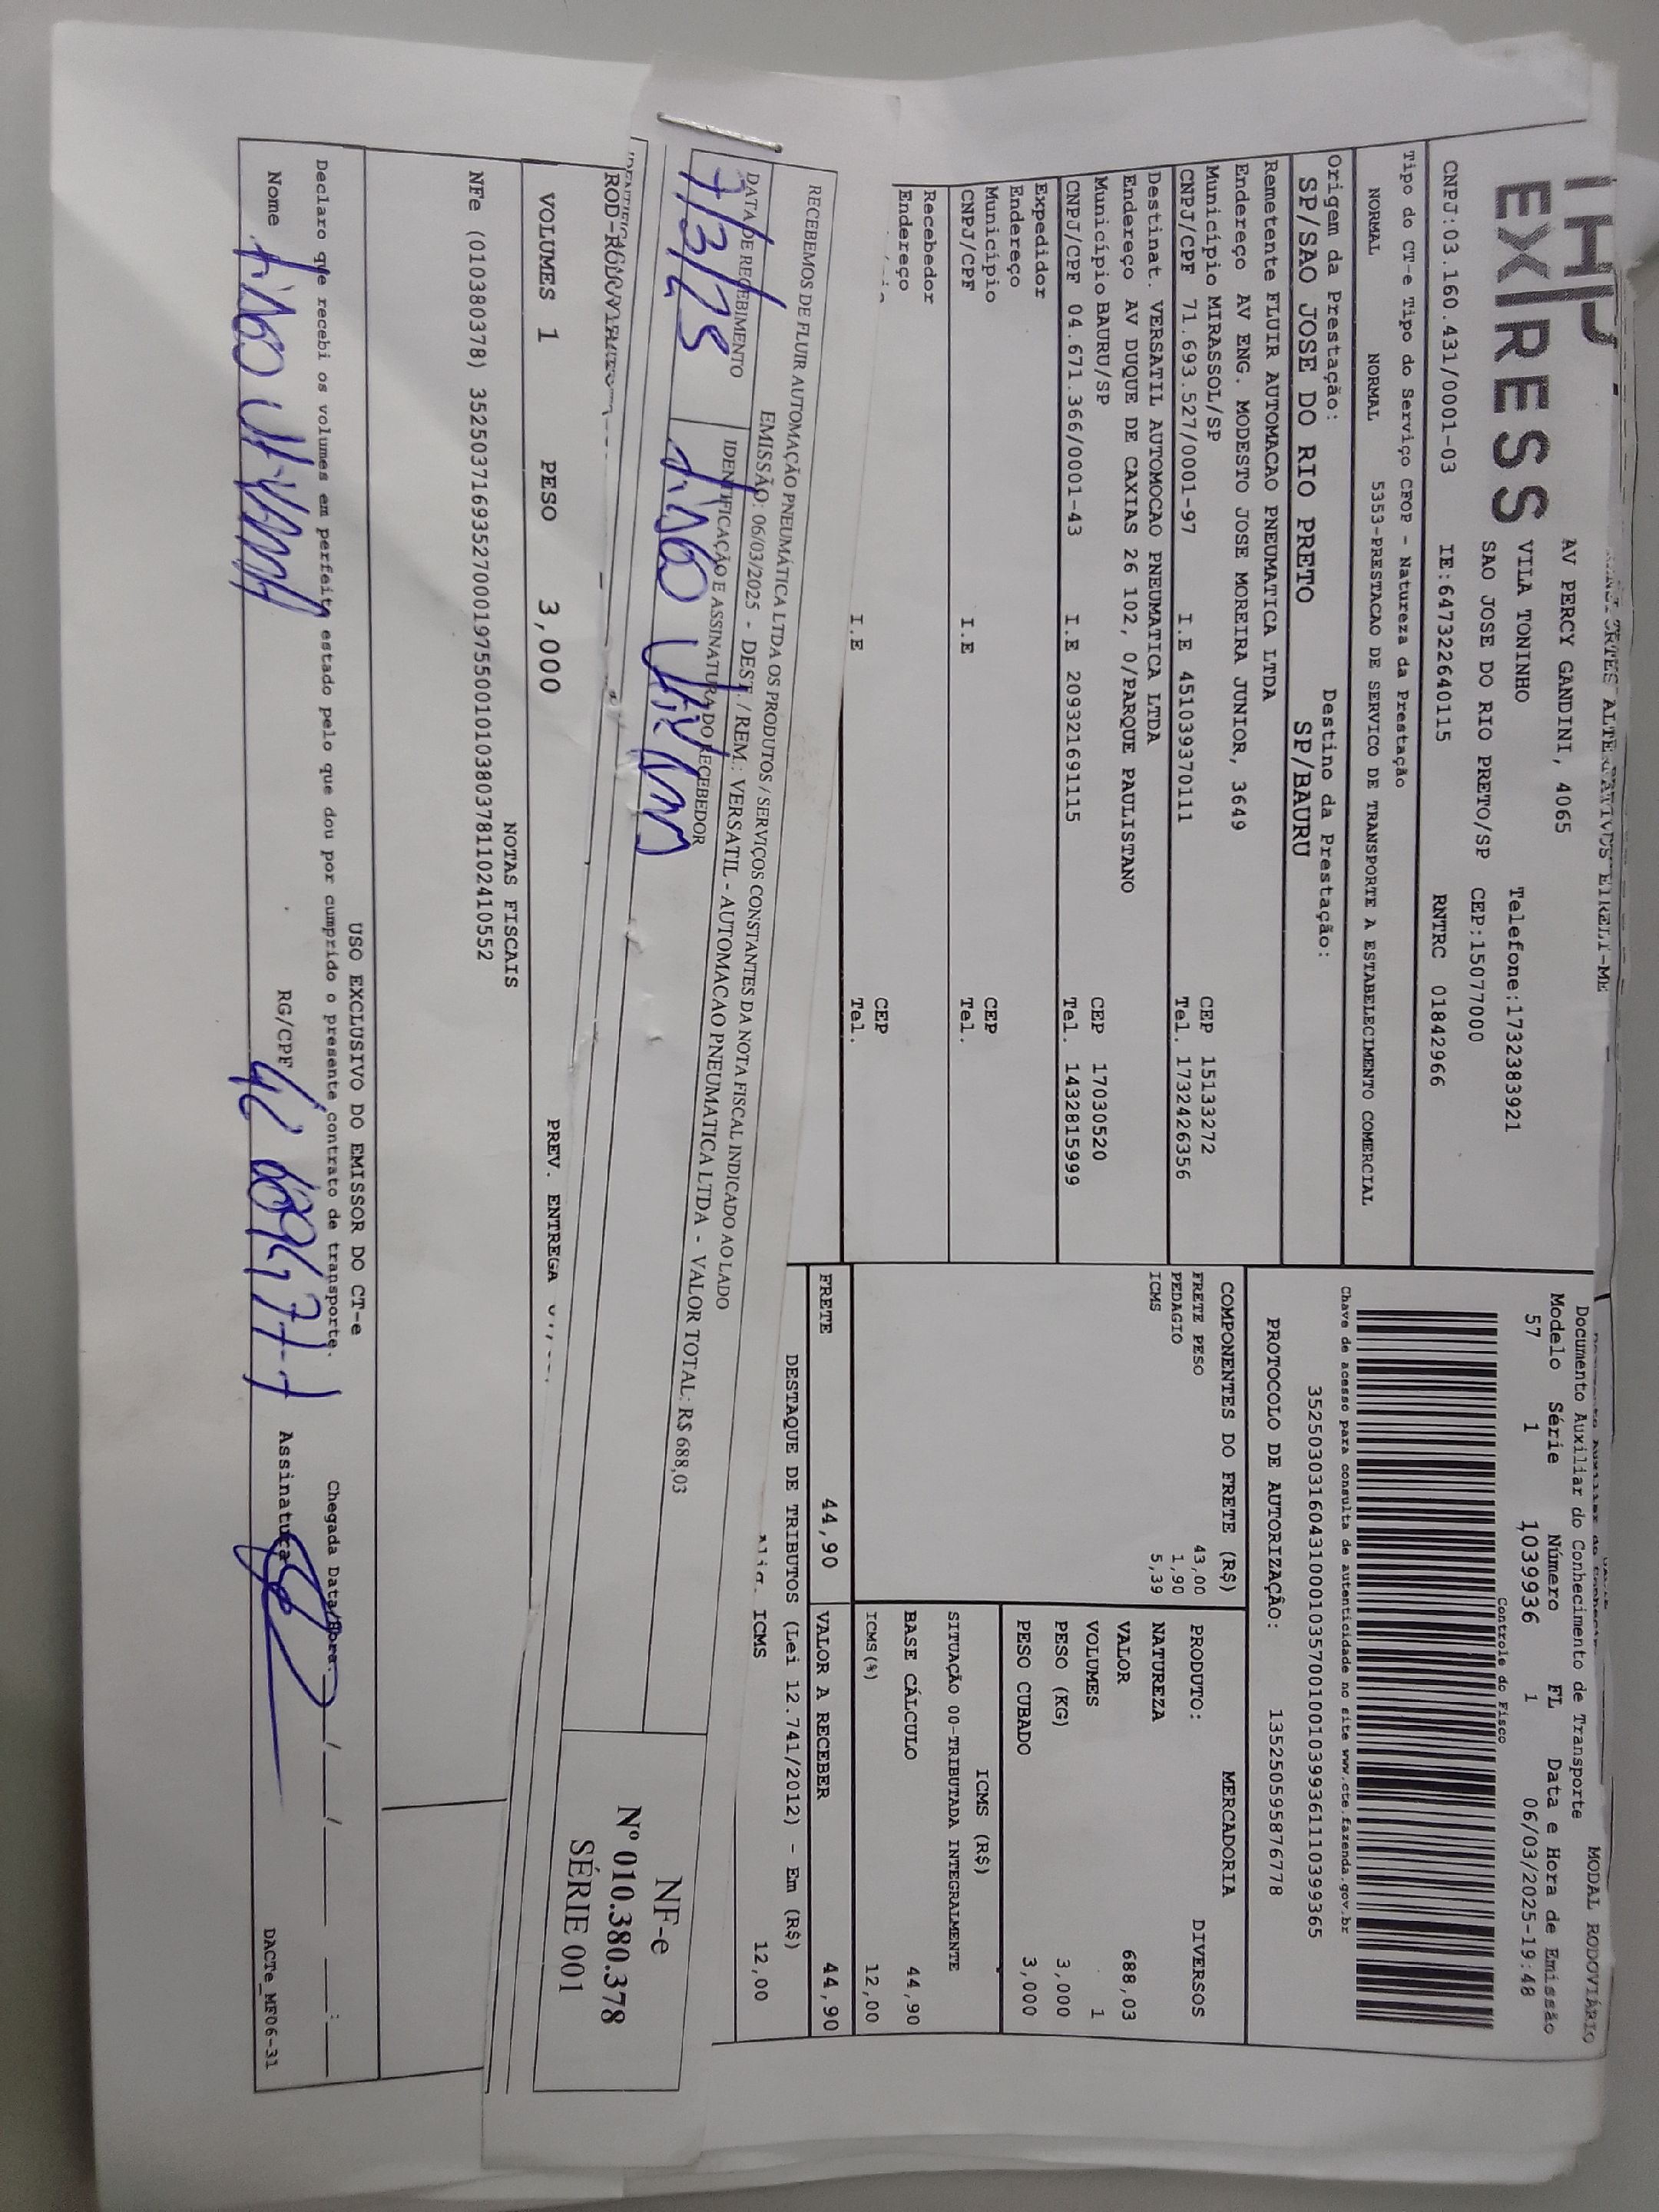 EXPRESS
AV PERCY GANDINI, 4065
VILA TONINHO
Telefone:1732383921
SAO JOSE DO RIO PRETO/SP CEP:15077000
CNPJ:03.160.431/0001-03 IE:647322640115 RNTRC 01842966
Tipo do CT-e Tipo do Serviço CFOP - Natureza da Prestação
NORMAL NORMAL 5353-PRESTACAO DE SERVICO DE TRANSPORTE A ESTABELECIMENTO COMERCIAL
Origem da Prestação: Destino da Prestação:
SP/SAO JOSE DO RIO PRETO SP/BAURU
Remetente FLUIR AUTOMACAO PNEUMATICA LTDA
Endereço AV ENG. MODESTO JOSE MOREIRA JUNIOR, 3649
Município MIRASSOL/SP CEP 15133272
CNPJ/CPF 71.693.527/0001-97 I.E 451039370111 Tel. 1732426356
Destinat. VERSATIL AUTOMOCAO PNEUMATICA LTDA
Endereço AV DUQUE DE CAXIAS 26 102, 0/PARQUE PAULISTANO
Município BAURU/SP CEP 17030520
CNPJ/CPF 04.671.366/0001-43 I.E 209321691115 Tel. 1432815999
Expedidor
Endereço
Município CEP
CNPJ/CPF I.E Tel.
Recebedor
Endereço
CEP
I.E Tel.
MODAL RODOVIÁRIO
Documento Auxiliar do Conhecimento de Transporte
Modelo Série Número FL Data e Hora de Emissão
57 1 1039936 1 06/03/2025-19:48
Controle do Fisco
Chave de acesso para consulta de autenticidade no site www.cte.fazenda.gov.br
35250303160431000103570010010399361110399365
PROTOCOLO DE AUTORIZAÇÃO: 135250595876778
COMPONENTES DO FRETE (R$)
FRETE PESO 43,00
PEDAGIO 1,90
ICMS 5,39
MERCADORIA
PRODUTO: DIVERSOS
NATUREZA
VALOR 688,03
VOLUMES 1
PESO (KG) 3,000
PESO CUBADO 3,000
ICMS (R$)
SITUAÇÃO 00-TRIBUTADA INTEGRALMENTE
BASE CÁLCULO 44,90
ICMS(%) 12,00
FRETE 44,90 VALOR A RECEBER 44,90
DESTAQUE DE TRIBUTOS (Lei 12.741/2012) - Em (R$)
ICMS 12,00
RECEBEMOS DE FLUIR AUTOMAÇÃO PNEUMÁTICA LTDA OS PRODUTOS / SERVIÇOS CONSTANTES DA NOTA FISCAL INDICADO AO LADO
EMISSÃO: 06/03/2025 - DEST. / REM.: VERSATIL - AUTOMACAO PNEUMATICA LTDA - VALOR TOTAL: R$ 688,03
DATA DE RECEBIMENTO IDENTIFICAÇÃO E ASSINATURA DO RECEBEDOR
7/3/25
NF-e
Nº 010.380.378
SÉRIE 001
VOLUMES 1 PESO 3,000 PREV. ENTREGA
NOTAS FISCAIS
NFe (010380378) 35250371693527000197550010103803781102410552
USO EXCLUSIVO DO EMISSOR DO CT-e
Declaro que recebi os volumes em perfeito estado pelo que dou por cumprido o presente contrato de transporte.
Chegada Data/Hora: / / :
Nome RG/CPF Assinatura
DACTe_MF06-31